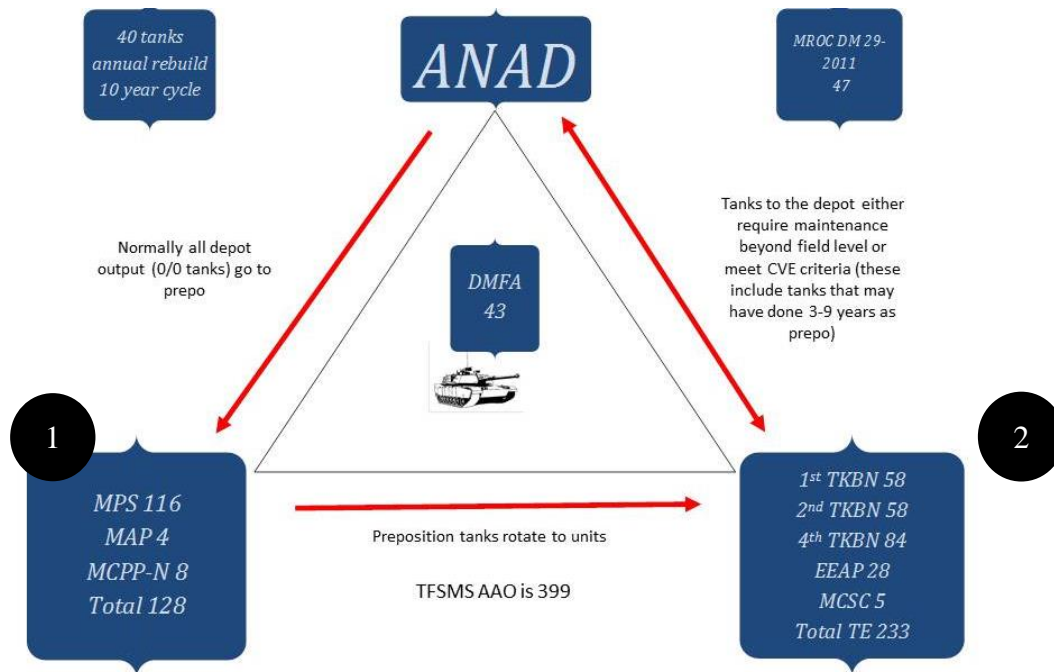 40 tanks
annual rebuild
10 year cycle
ANAD
MROC DM 29-
2011
47
Normally all depot
output (0/0 tanks) go to
prepo
DMFA
43
Tanks to the depot either
require maintenance
beyond field level or
meet CVE criteria (these
include tanks that may
have done 3-9 years as
prepo)
1
MPS 116
MAP 4
MCPP-N 8
Total 128
Preposition tanks rotate to units
TFSMS AAO is 399
2
1st TKBN 58
2nd TKBN 58
4th TKBN 84
EEAP 28
MCSC 5
Total TE 233